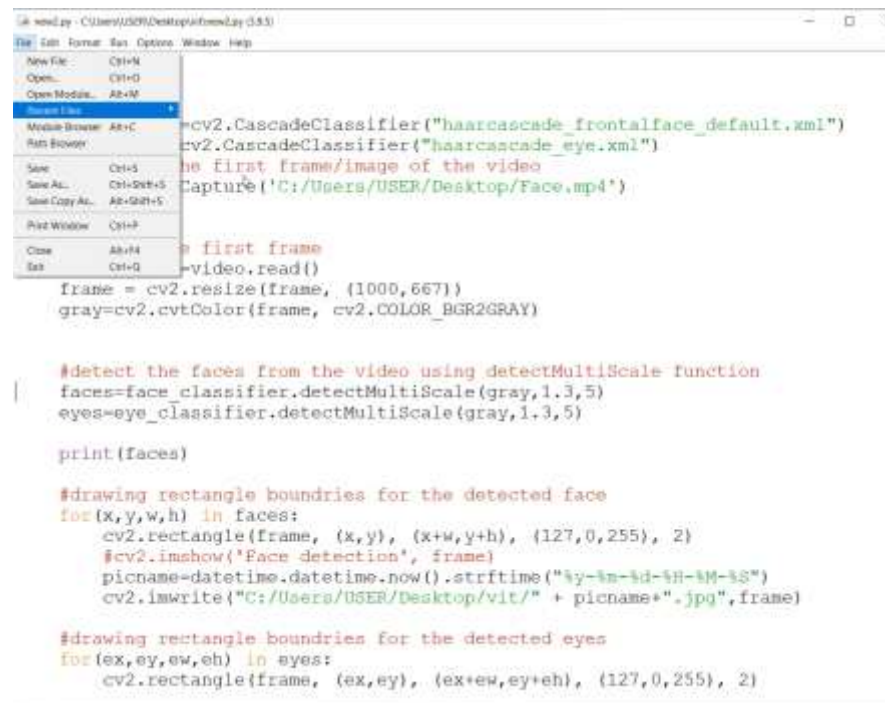 new2.py - C:\Users\USER\Desktop\vit\new2.py (3.8.5)
File Edit Format Run Options Window Help
New File Ctrl+N
Open... Ctrl+O
Open Module... Alt+M
Recent Files
Module Browser Alt+C
Path Browser
Save Ctrl+S
Save As... Ctrl+Shift+S
Save Copy As... Alt+Shift+S
Print Window Ctrl+P
Close Alt+F4
Exit Ctrl+Q
=cv2.CascadeClassifier("haarcascade_frontalface_default.xml")
cv2.CascadeClassifier("haarcascade_eye.xml")
he first frame/image of the video
Capture('C:/Users/USER/Desktop/Face.mp4')
e first frame
=video.read()
frame = cv2.resize(frame, (1000,667))
gray=cv2.cvtColor(frame, cv2.COLOR_BGR2GRAY)
#detect the faces from the video using detectMultiScale function
faces=face_classifier.detectMultiScale(gray,1.3,5)
eyes=eye_classifier.detectMultiScale(gray,1.3,5)
print(faces)
#drawing rectangle boundries for the detected face
for(x,y,w,h) in faces:
cv2.rectangle(frame, (x,y), (x+w,y+h), (127,0,255), 2)
#cv2.imshow('Face detection', frame)
picname=datetime.datetime.now().strftime("%y-%m-%d-%H-%M-%S")
cv2.imwrite("C:/Users/USER/Desktop/vit/" + picname+".jpg",frame)
#drawing rectangle boundries for the detected eyes
for(ex,ey,ew,eh) in eyes:
cv2.rectangle(frame, (ex,ey), (ex+ew,ey+eh), (127,0,255), 2)